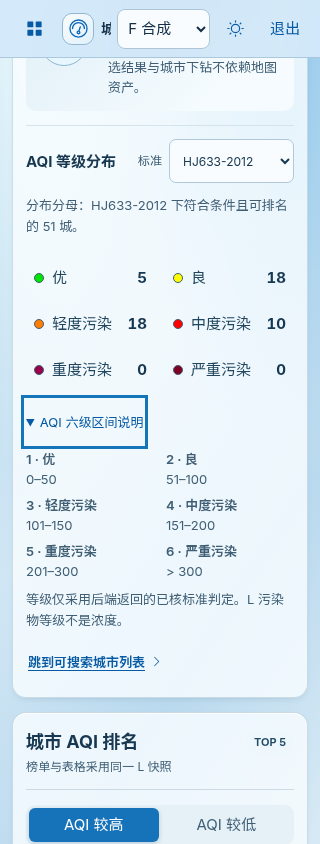 城
F 合成
退出
选结果与城市下钻不依赖地图
资产。
AQI 等级分布
标准
HJ633-2012
分布分母：HJ633-2012 下符合条件且可排名
的 51 城。
优 5
良 18
轻度污染 18
中度污染 10
重度污染 0
严重污染 0
▼ AQI 六级区间说明
1 · 优
0–50
2 · 良
51–100
3 · 轻度污染
101–150
4 · 中度污染
151–200
5 · 重度污染
201–300
6 · 严重污染
> 300
等级仅采用后端返回的已核标准判定。L 污染
物等级不是浓度。
跳到可搜索城市列表
城市 AQI 排名
TOP 5
榜单与表格采用同一 L 快照
AQI 较高
AQI 较低